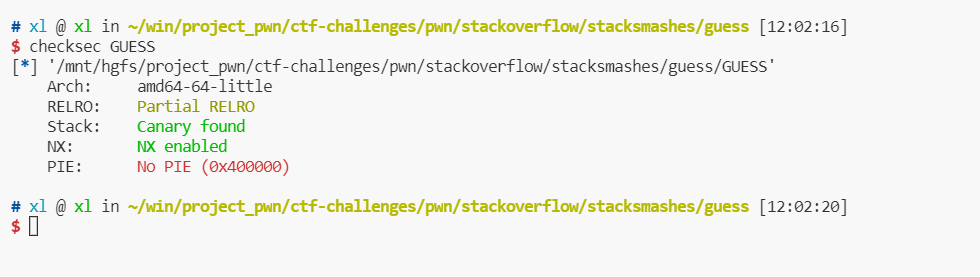 # xl @ xl in ~/win/project_pwn/ctf-challenges/pwn/stackoverflow/stacksmashes/guess [12:02:16]
$ checksec GUESS
[*] '/mnt/hgfs/project_pwn/ctf-challenges/pwn/stackoverflow/stacksmashes/guess/GUESS'
    Arch:     amd64-64-little
    RELRO:    Partial RELRO
    Stack:    Canary found
    NX:       NX enabled
    PIE:      No PIE (0x400000)
# xl @ xl in ~/win/project_pwn/ctf-challenges/pwn/stackoverflow/stacksmashes/guess [12:02:20]
$